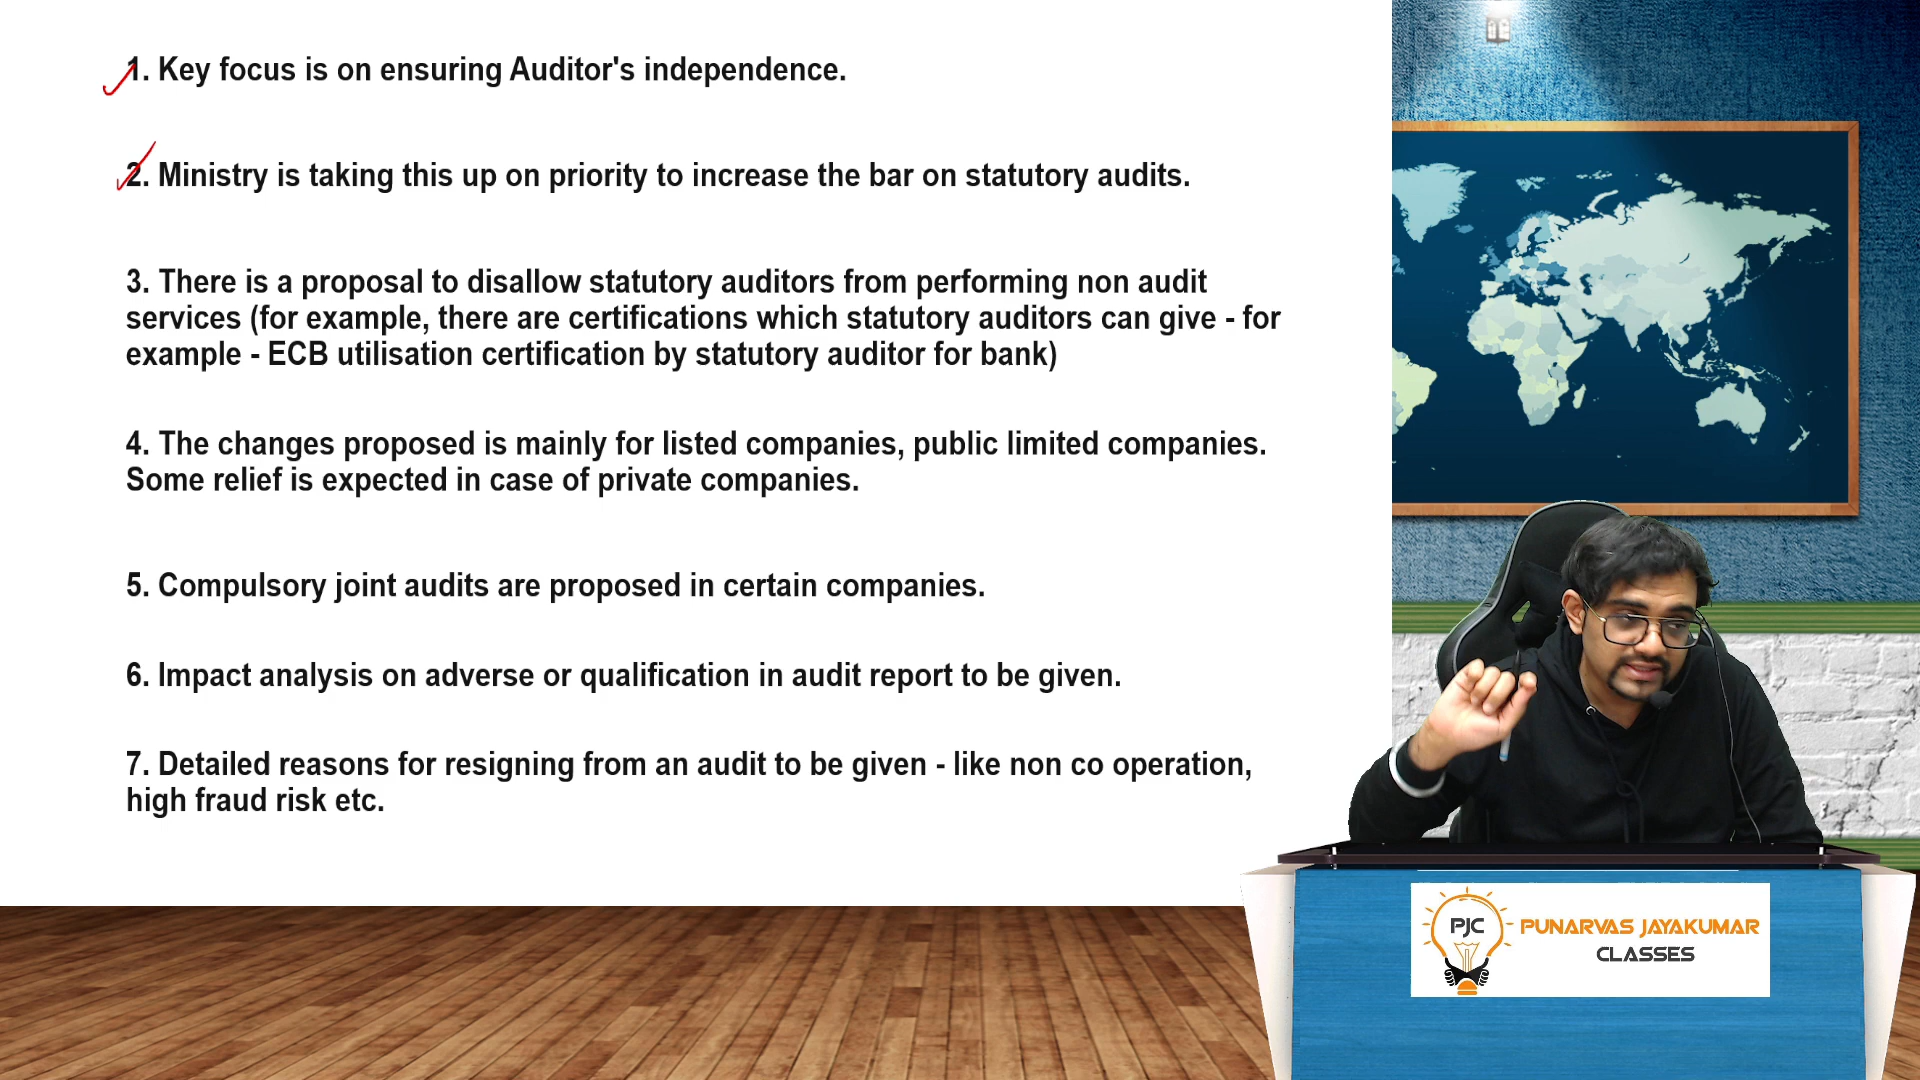 1. Key focus is on ensuring Auditor's independence.
2. Ministry is taking this up on priority to increase the bar on statutory audits.
3. There is a proposal to disallow statutory auditors from performing non audit
services (for example, there are certifications which statutory auditors can give - for
example - ECB utilisation certification by statutory auditor for bank)
4. The changes proposed is mainly for listed companies, public limited companies.
Some relief is expected in case of private companies.
5. Compulsory joint audits are proposed in certain companies.
6. Impact analysis on adverse or qualification in audit report to be given.
7. Detailed reasons for resigning from an audit to be given - like non co operation,
high fraud risk etc.
PJC
PUNARVAS JAYAKUMAR
CLASSES